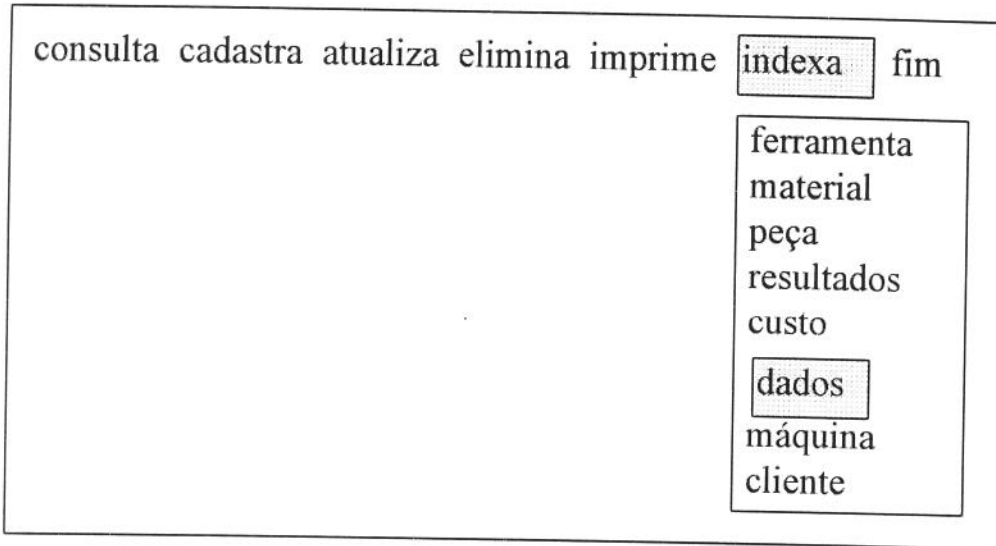 consulta cadastra atualiza elimina imprime indexa fim
ferramenta
material
peça
resultados
custo
dados
máquina
cliente